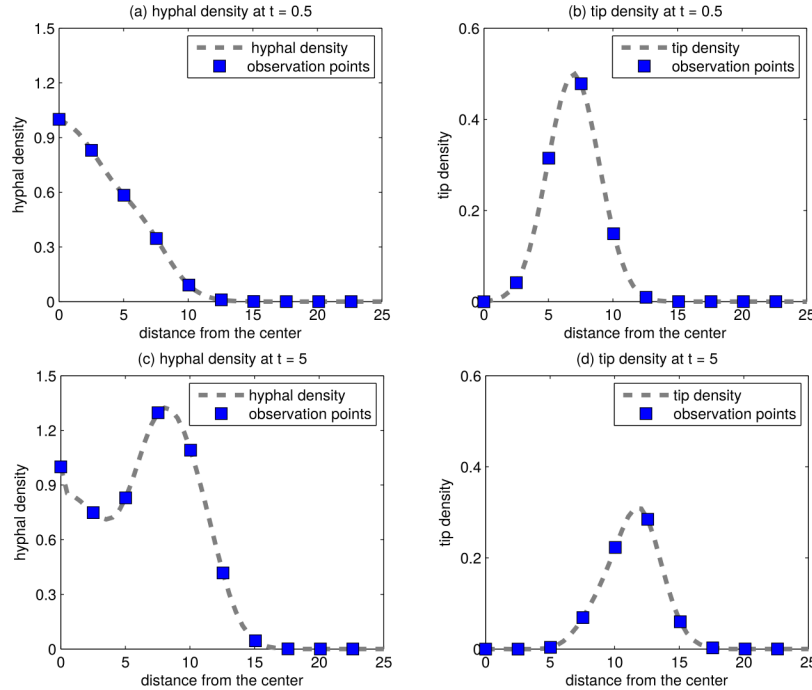 (a) hyphal density at t = 0.5
1.5
1.2
0.9
0.6
0.3
0
hyphal density
hyphal density
observation points
0 5 10 15 20 25
distance from the center
(b) tip density at t = 0.5
0.6
0.4
0.2
0
tip density
tip density
observation points
0 5 10 15 20 25
distance from the center
(c) hyphal density at t = 5
1.5
1.2
0.9
0.6
0.3
0
hyphal density
hyphal density
observation points
0 5 10 15 20 25
distance from the center
(d) tip density at t = 5
0.6
0.4
0.2
0
tip density
tip density
observation points
0 5 10 15 20 25
distance from the center